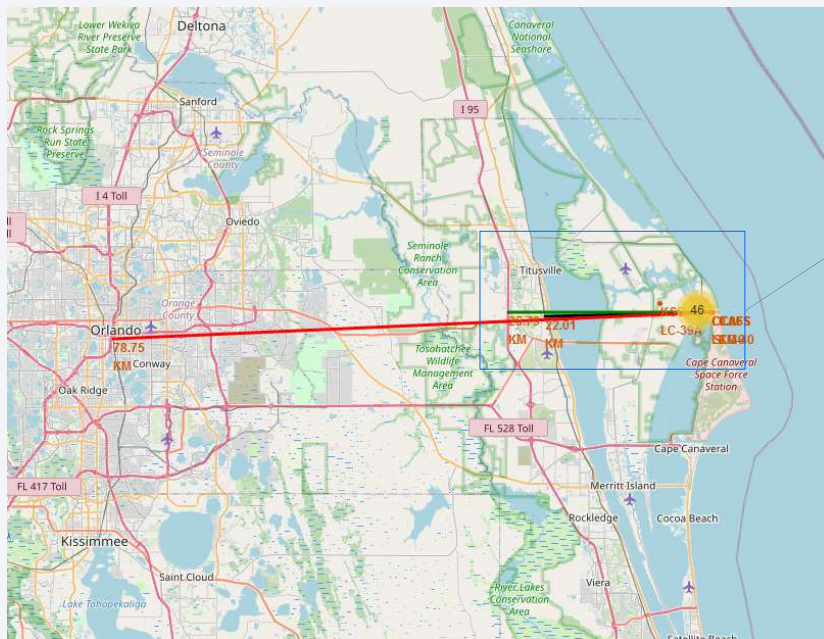 Deltona
Lower Wekiva
River Preserve
State Park
Canaveral
National
Seashore
Sanford
I 95
Rock Springs
Run State
Preserve
Seminole
County
I 4 Toll
Oviedo
Seminole
Ranch
Conservation
Area
Titusville
Orange
County
46
Orlando
22.01
KM
LC-39A
78.75
KM
KM
Conway
Tosohatchee
Wildlife
Management
Area
Cape Canaveral
Space Force
Station
Oak Ridge
FL 528 Toll
Cape Canaveral
FL 417 Toll
Merritt Island
Rockledge
Cocoa Beach
Kissimmee
Saint Cloud
Viera
River Lakes
Conservation
Area
Lake Tohopekaliga
Satellite Beach